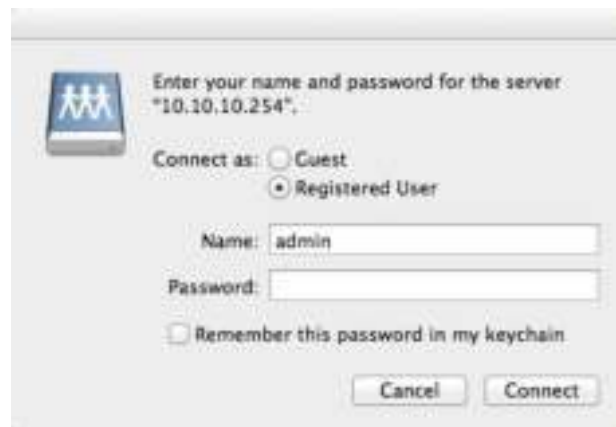 Enter your name and password for the server
"10.10.10.254".
Connect as: Guest
Registered User
Name: admin
Password:
Remember this password in my keychain
Cancel Connect